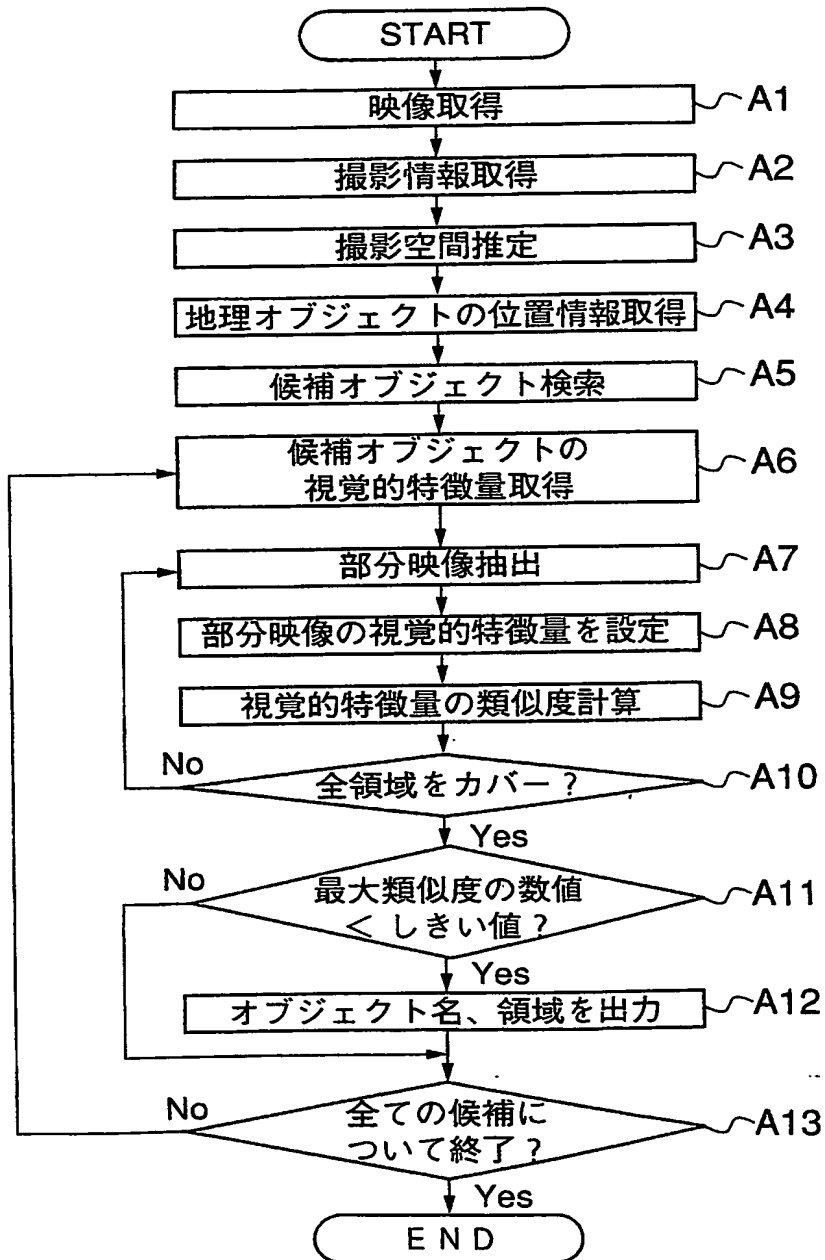 START
映像取得
A1
撮影情報取得
A2
撮影空間推定
A3
地理オブジェクトの位置情報取得
A4
候補オブジェクト検索
A5
候補オブジェクトの
視覚的特徴量取得
A6
部分映像抽出
A7
部分映像の視覚的特徴量を設定
A8
視覚的特徴量の類似度計算
A9
No
全領域をカバー?
A10
Yes
No
最大類似度の数値
< しきい値?
A11
Yes
オブジェクト名、領域を出力
A12
No
全ての候補に
ついて終了?
A13
Yes
END